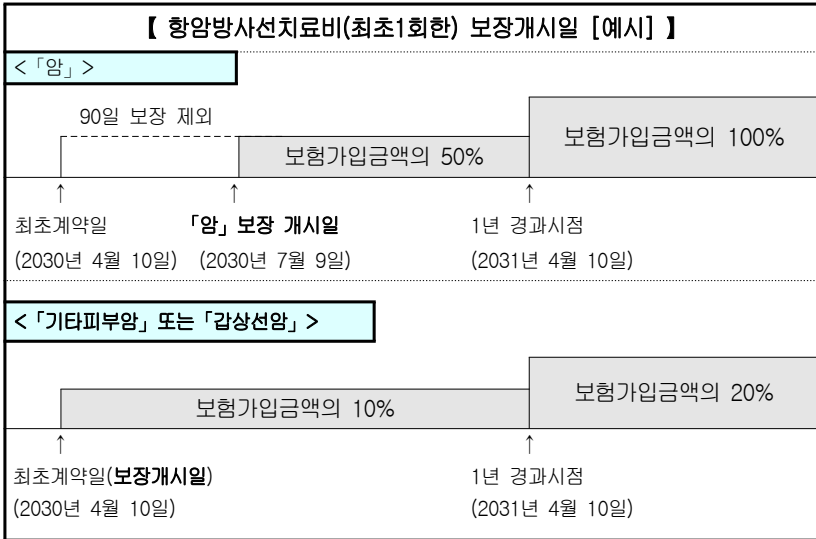 【 항암방사선치료비(최초1회한) 보장개시일 [예시] 】
<「암」>
90일 보장 제외
보험가입금액의 50%
보험가입금액의 100%
↑ ↑ ↑
최초계약일 「암」보장 개시일 1년 경과시점
(2030년 4월 10일) (2030년 7월 9일) (2031년 4월 10일)
<「기타피부암」또는「갑상선암」>
보험가입금액의 10%
보험가입금액의 20%
↑ ↑
최초계약일(보장개시일) 1년 경과시점
(2030년 4월 10일) (2031년 4월 10일)